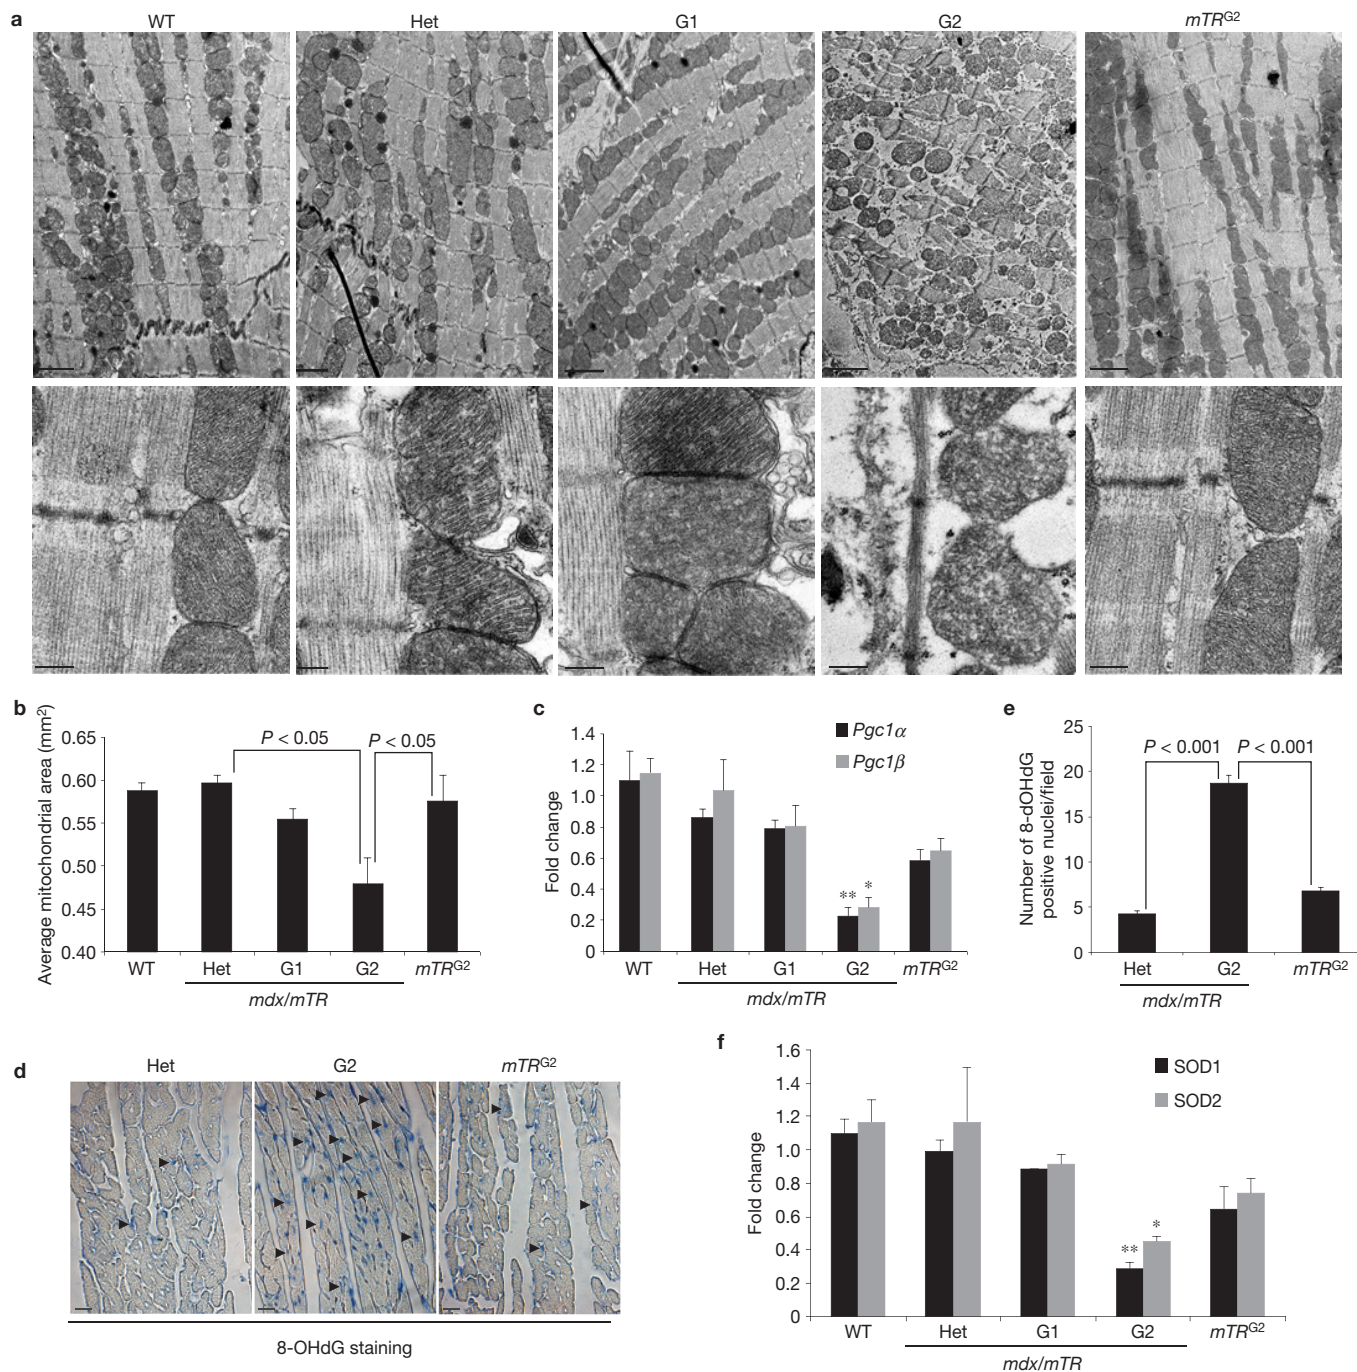 a
WT
Het
G1
G2
mTR^G2
b
Average mitochondrial area (mm²)
0.65
0.60
0.55
0.50
0.45
0.40
P < 0.05
P < 0.05
WT
Het
G1
G2
mTR^G2
mdx/mTR
c
Fold change
1.4
1.2
1.0
0.8
0.6
0.4
0.2
0
Pgc1α
Pgc1β
**
*
WT
Het
G1
G2
mTR^G2
mdx/mTR
e
Number of 8-dOHdG
positive nuclei/field
25
20
15
10
5
0
P < 0.001
P < 0.001
Het
G2
mTR^G2
mdx/mTR
d
Het
G2
mTR^G2
8-OHdG staining
f
Fold change
1.6
1.4
1.2
1.0
0.8
0.6
0.4
0.2
0
SOD1
SOD2
**
*
WT
Het
G1
G2
mTR^G2
mdx/mTR